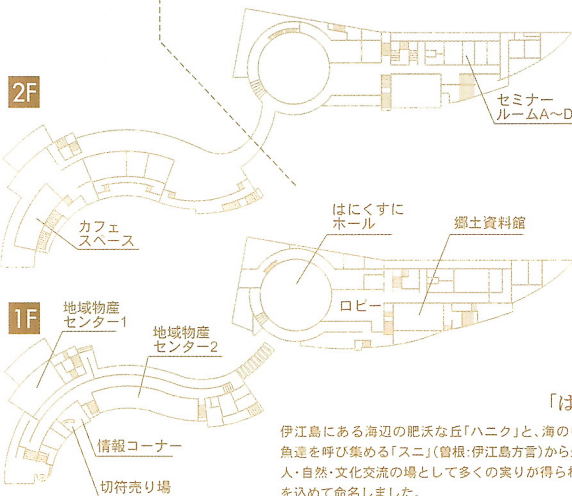 2F
セミナー
ルームA〜D
カフェ
スペース
はにくすに
ホール
郷土資料館
ロビー
1F
地域物産
センター1
地域物産
センター2
情報コーナー
切符売り場
「は
伊江島にある海辺の肥沃な丘「ハニク」と、海の
魚達を呼び集める「スニ」(曽根:伊江島方言)から
人・自然・文化交流の場として多くの実りが得られ
を込めて命名しました。